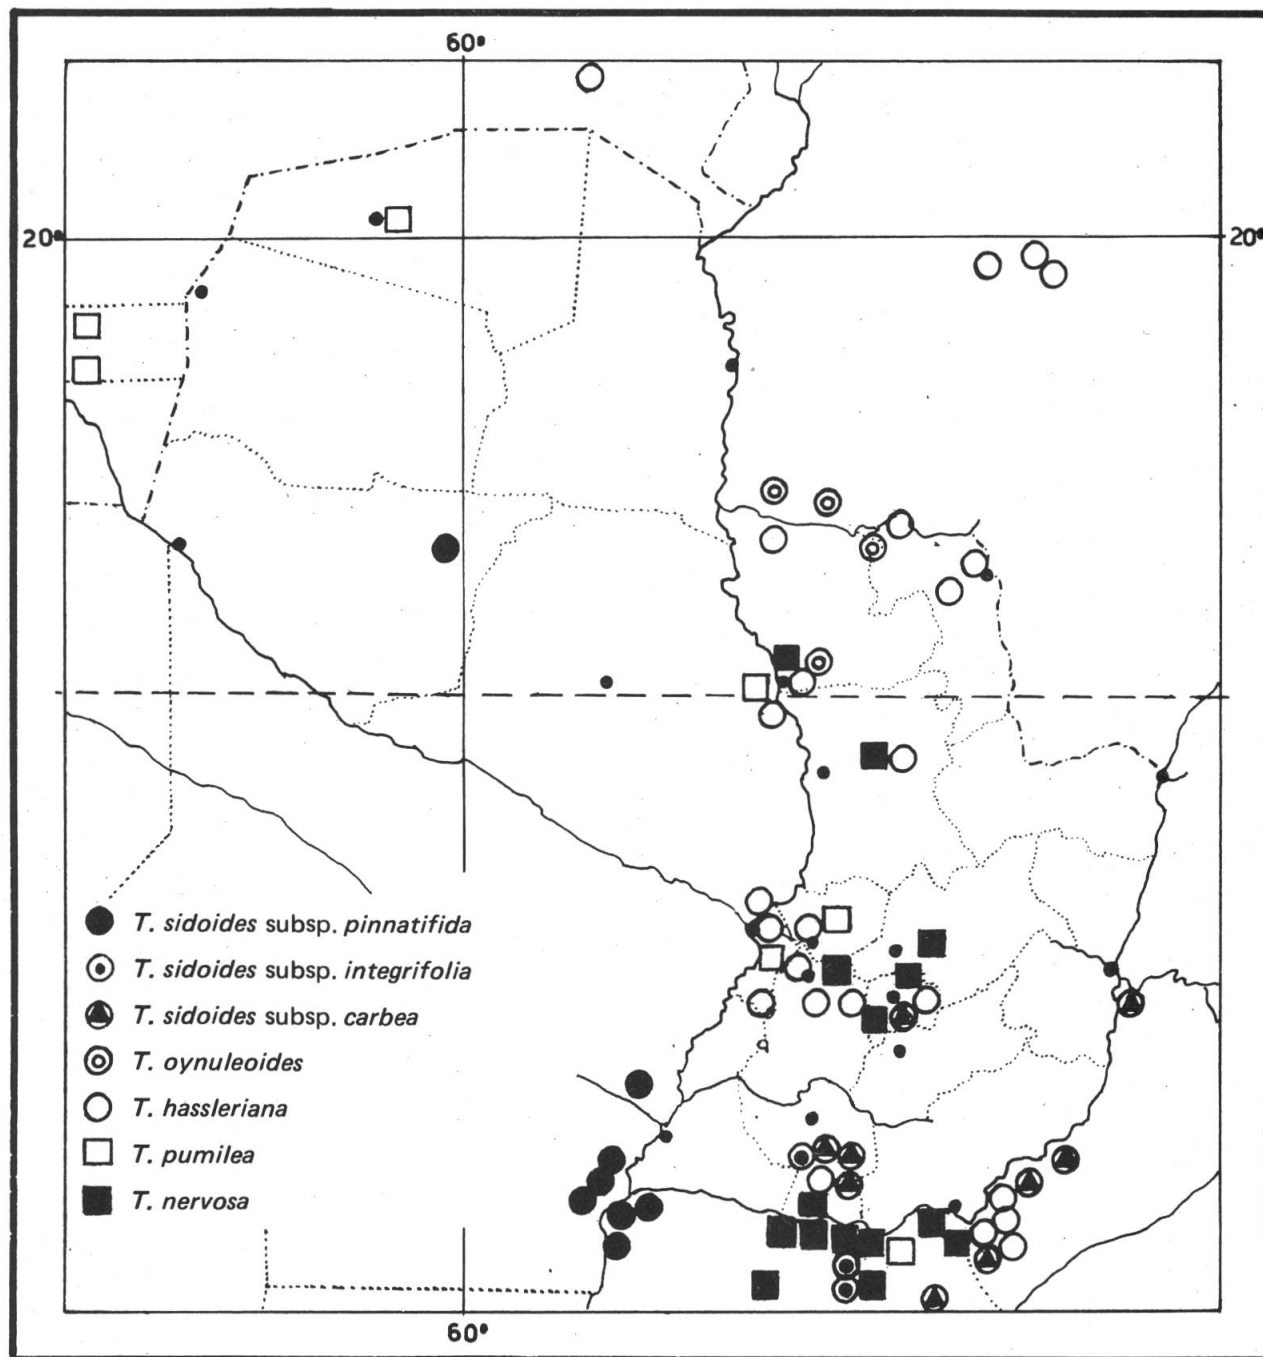 60°
20°
20°
T. sidoides subsp. pinnatifida
T. sidoides subsp. integrifolia
T. sidoides subsp. carbea
T. oynuleoides
T. hassleriana
T. pumilea
T. nervosa
60°